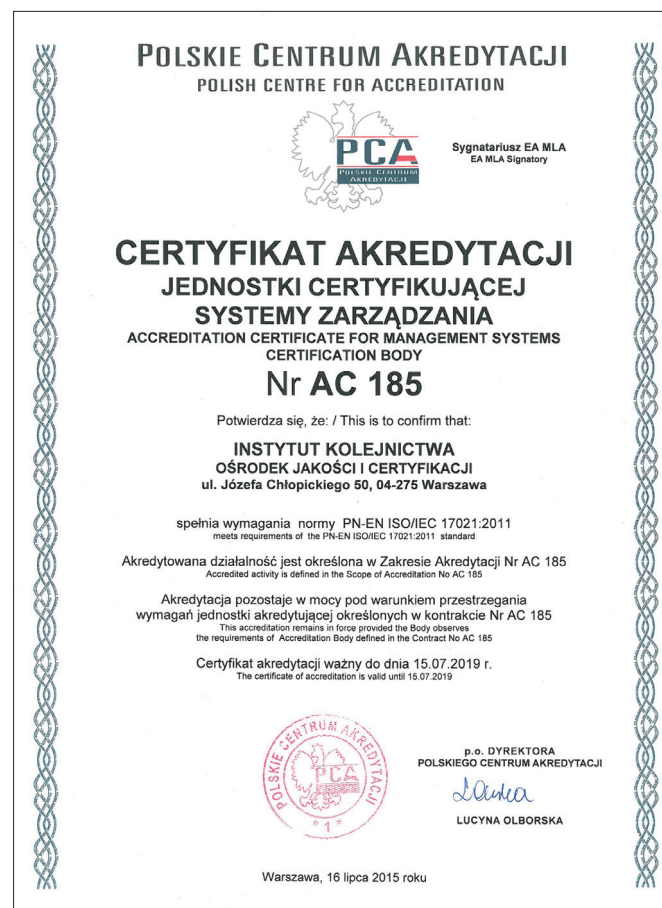 POLSKIE CENTRUM AKREDYTACJI
POLISH CENTRE FOR ACCREDITATION
PCA
POLSKIE CENTRUM
AKREDYTACJI
Sygnatariusz EA MLA
EA MLA Signatory
CERTYFIKAT AKREDYTACJI
JEDNOSTKI CERTYFIKUJĄCEJ
SYSTEMY ZARZĄDZANIA
ACCREDITATION CERTIFICATE FOR MANAGEMENT SYSTEMS
CERTIFICATION BODY
Nr AC 185
Potwierdza się, że: / This is to confirm that:
INSTYTUT KOLEJNICTWA
OŚRODEK JAKOŚCI I CERTYFIKACJI
ul. Józefa Chłopickiego 50, 04-275 Warszawa
spełnia wymagania normy PN-EN ISO/IEC 17021:2011
meets requirements of the PN-EN ISO/IEC 17021:2011 standard
Akredytowana działalność jest określona w Zakresie Akredytacji Nr AC 185
Accredited activity is defined in the Scope of Accreditation No AC 185
Akredytacja pozostaje w mocy pod warunkiem przestrzegania
wymagań jednostki akredytującej określonych w kontrakcie Nr AC 185
This accreditation remains in force provided the Body observes
the requirements of Accreditation Body defined in the Contract No AC 185
Certyfikat akredytacji ważny do dnia 15.07.2019 r.
The certificate of accreditation is valid until 15.07.2019
POLSKIE CENTRUM AKREDYTACJI
PCA
* 1 *
p.o. DYREKTORA
POLSKIEGO CENTRUM AKREDYTACJI
LUCYNA OLBORSKA
Warszawa, 16 lipca 2015 roku